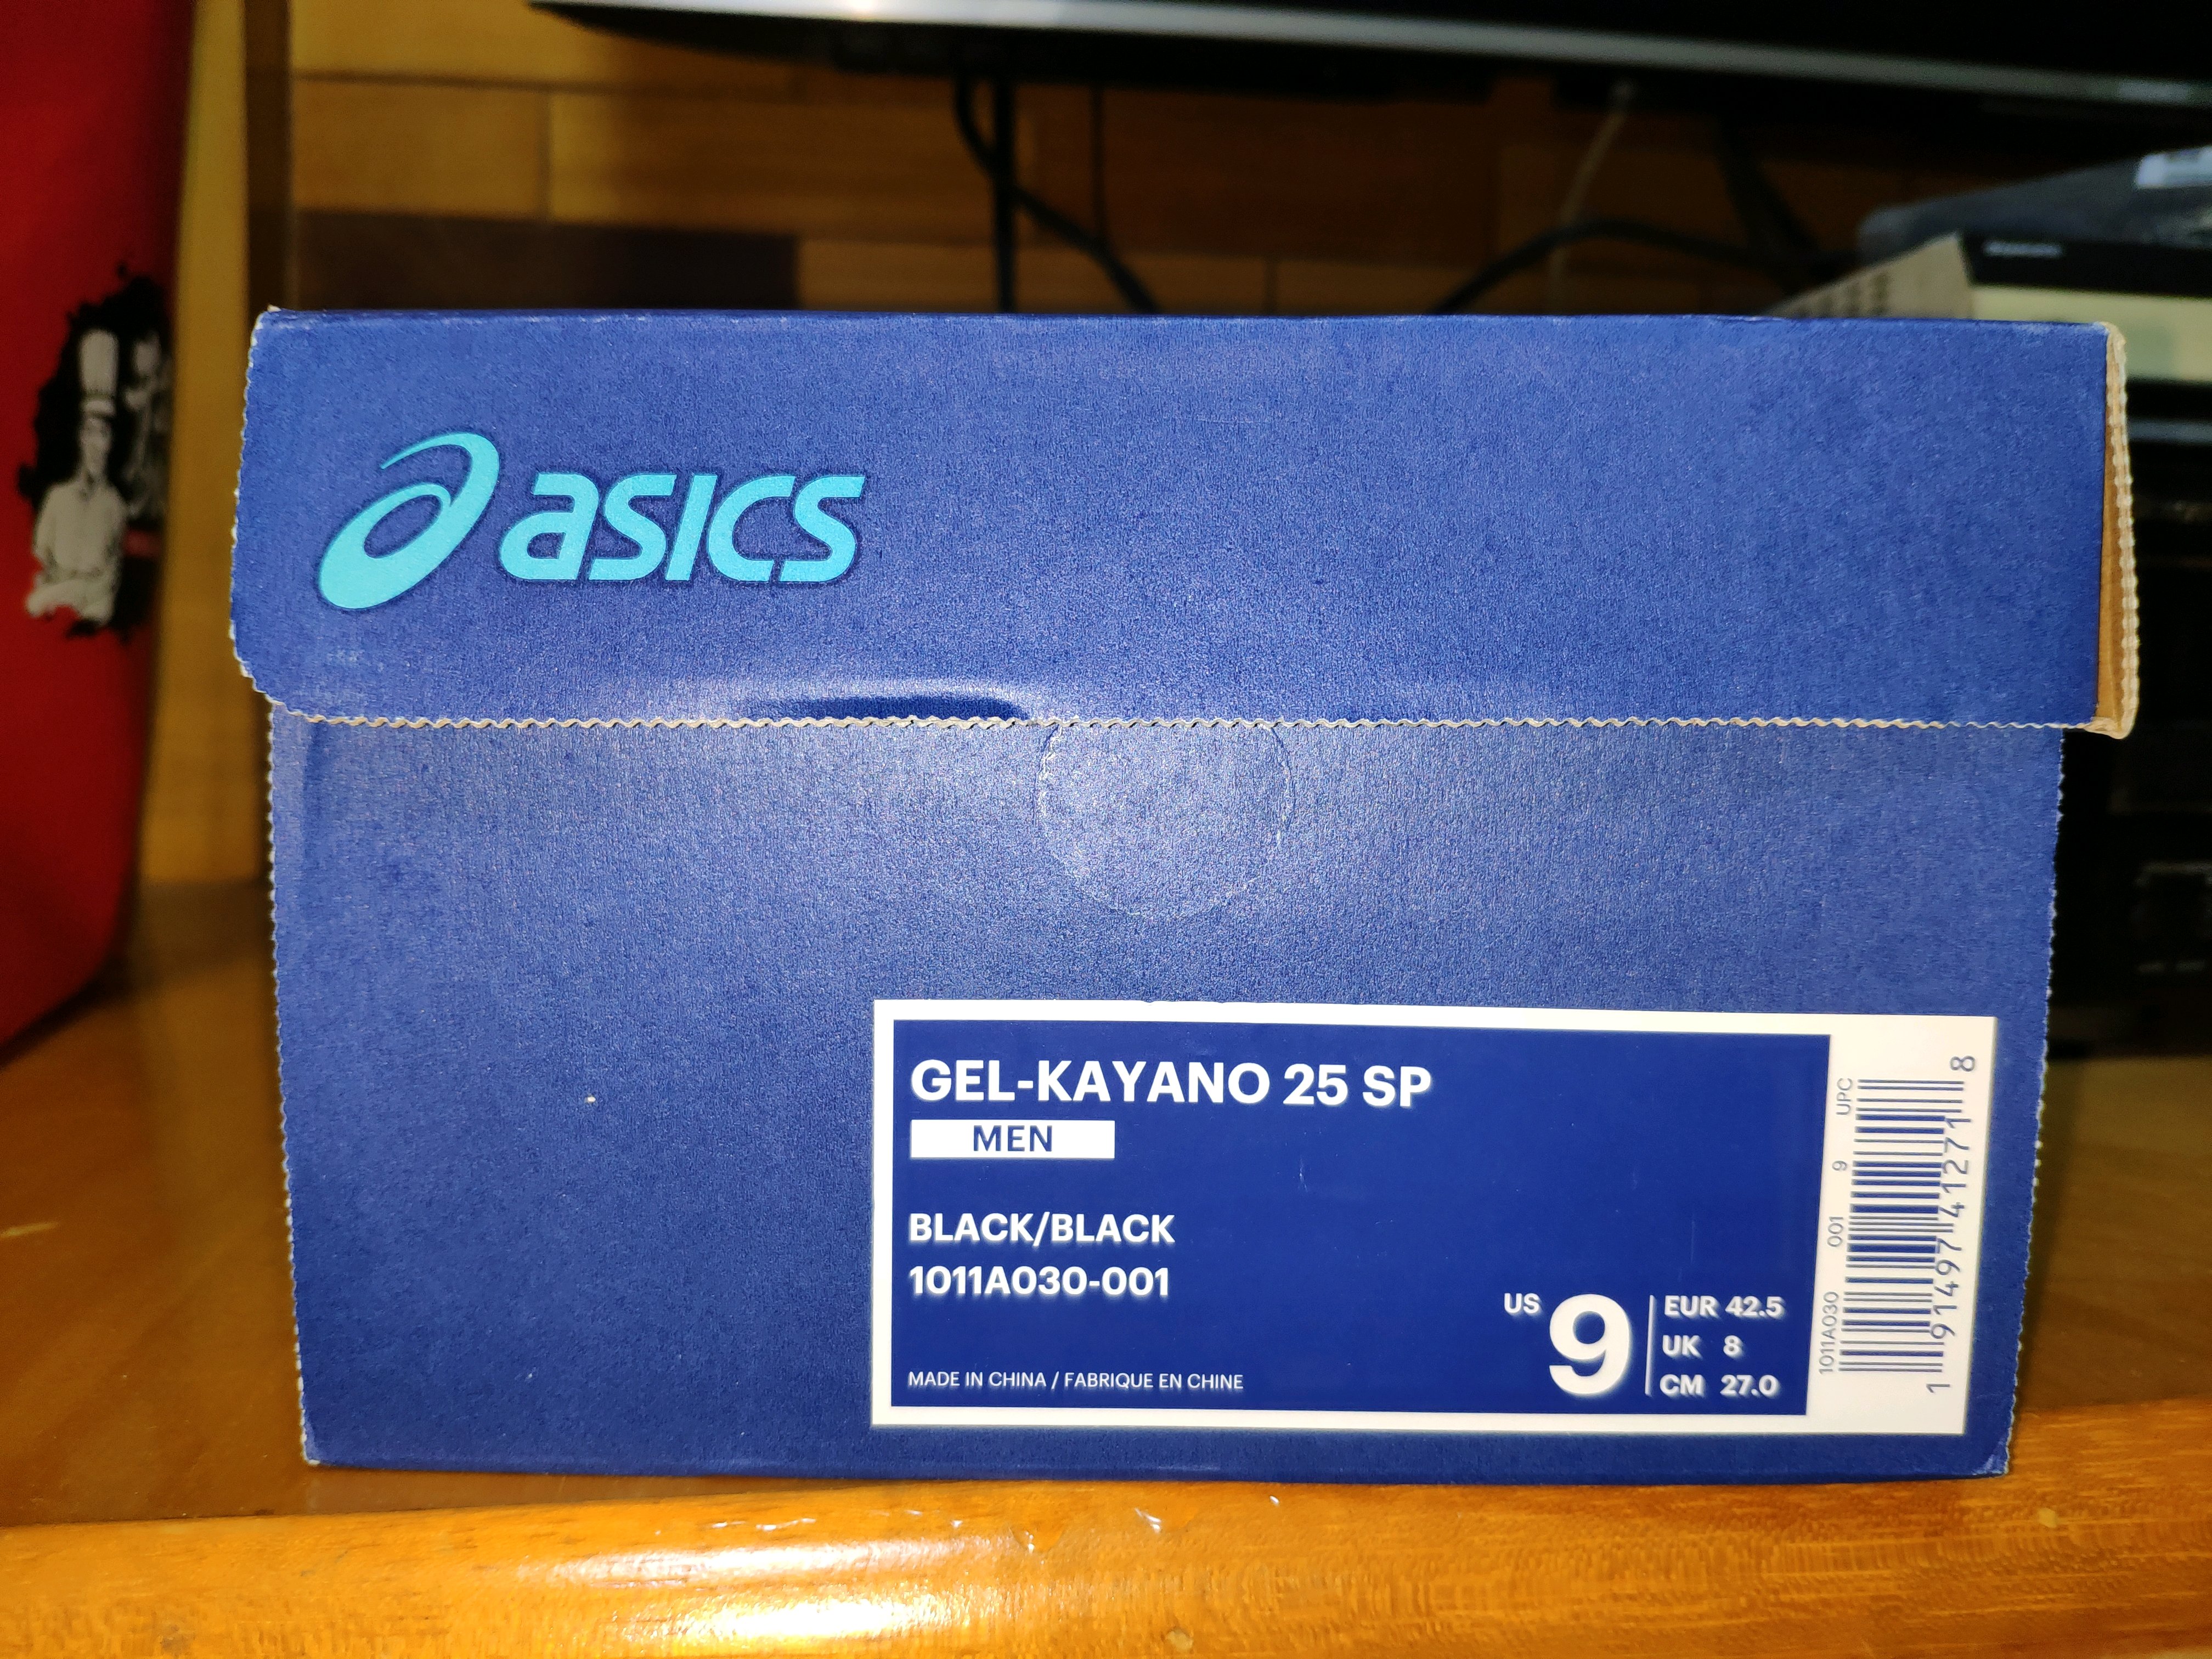 asics
GEL-KAYANO 25 SP
MEN
BLACK/BLACK
1011A030-001
MADE IN CHINA / FABRIQUE EN CHINE
US 9
EUR 42.5
UK 8
CM 27.0
1011A030 001 9 UPC
1 91497 41271 8